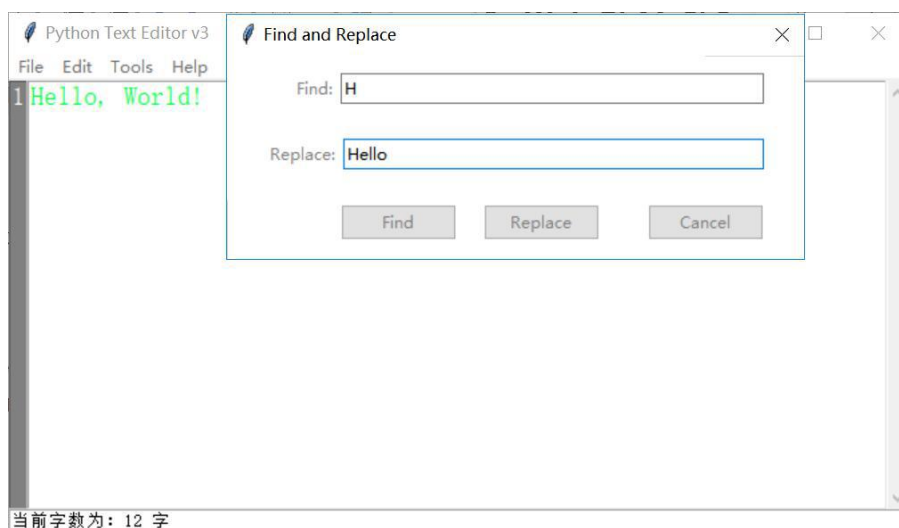 Python Text Editor v3
File Edit Tools Help
1 Hello, World!
Find and Replace
Find: H
Replace: Hello
Find Replace Cancel
当前字数为: 12 字